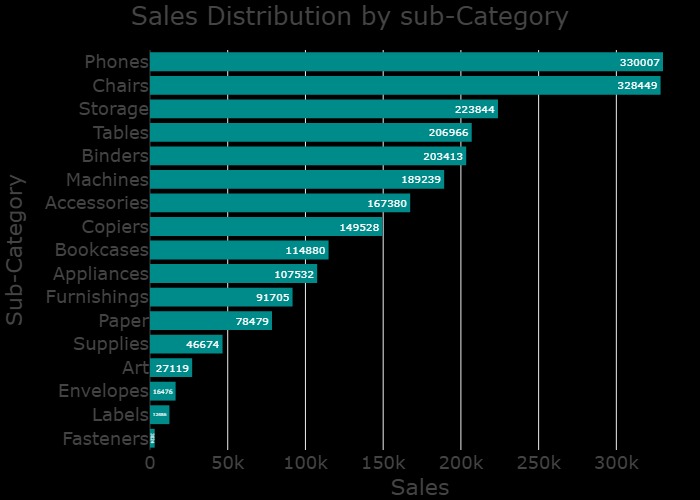 Sales Distribution by sub-Category
Phones 330007
Chairs 328449
Storage 223844
Tables 206966
Binders 203413
Machines 189239
Accessories 167380
Copiers 149528
Bookcases 114880
Appliances 107532
Furnishings 91705
Paper 78479
Supplies 46674
Art 27119
Envelopes 16476
Labels
Fasteners
0 50k 100k 150k 200k 250k 300k
Sales
Sub-Category